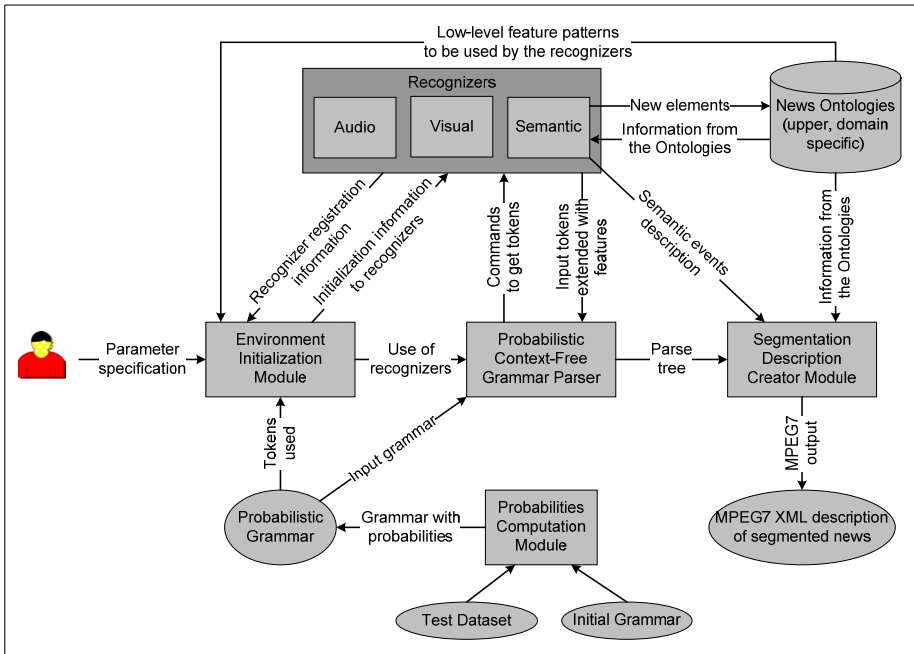 Low-level feature patterns
to be used by the recognizers
Recognizers
Audio
Visual
Semantic
New elements
Information from
the Ontologies
News Ontologies
(upper, domain
specific)
Recognizer registration
information
Initialization information
to recognizers
Commands
to get tokens
Input tokens
extended with
features
Semantic events
description
Information from
the Ontologies
Parameter
specification
Environment
Initialization
Module
Use of
recognizers
Probabilistic
Context-Free
Grammar Parser
Parse
tree
Segmentation
Description
Creator Module
Tokens
used
Input grammar
MPEG7
output
Probabilistic
Grammar
Grammar with
probabilities
Probabilities
Computation
Module
MPEG7 XML description
of segmented news
Test Dataset
Initial Grammar